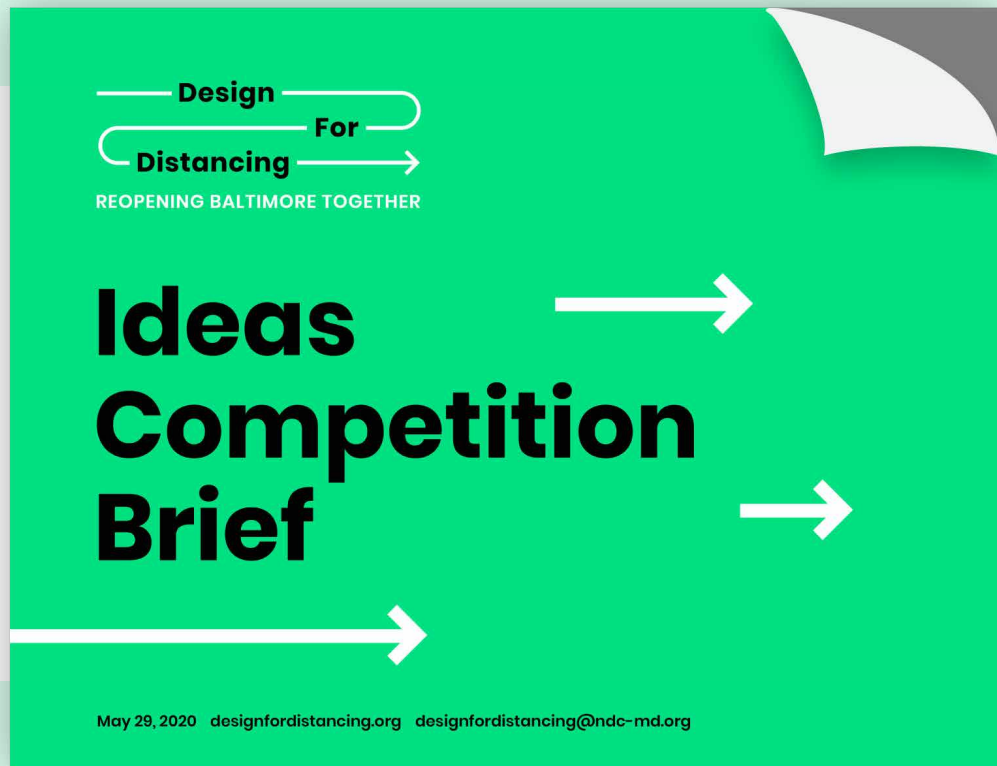 Design
For
Distancing
REOPENING BALTIMORE TOGETHER
Ideas
Competition
Brief
May 29, 2020 designfordistancing.org designfordistancing@ndc-md.org